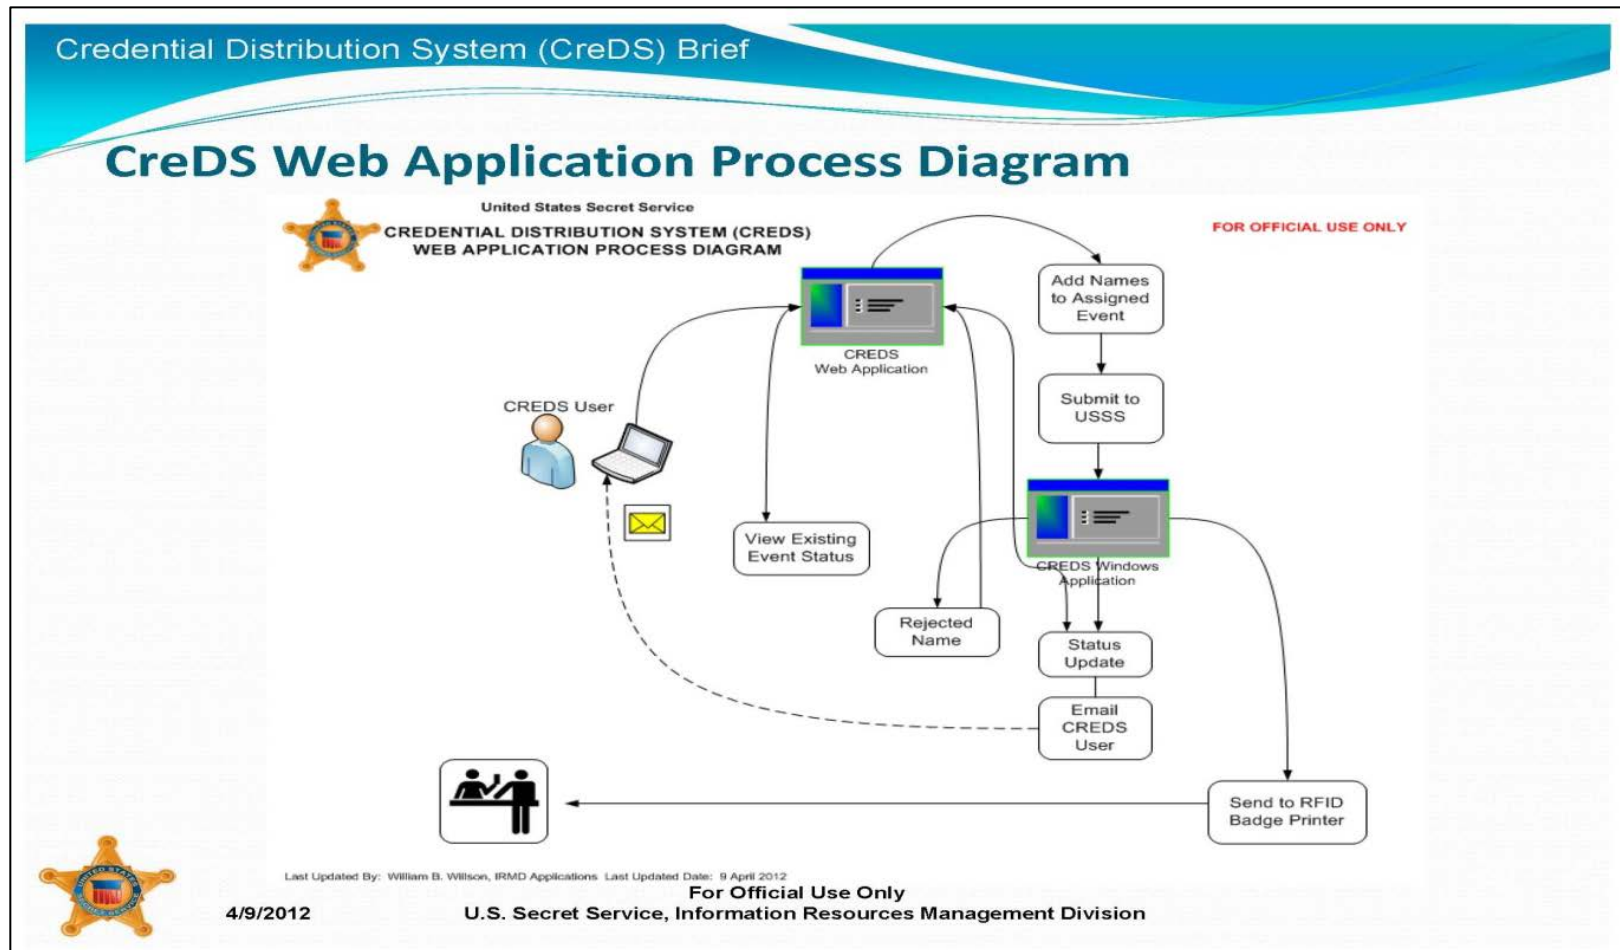 Credential Distribution System (CreDS) Brief
CreDS Web Application Process Diagram
United States Secret Service
CREDENTIAL DISTRIBUTION SYSTEM (CREDS)
WEB APPLICATION PROCESS DIAGRAM
FOR OFFICIAL USE ONLY
Add Names
to Assigned
Event
CREDS
Web Application
Submit to
USSS
CREDS User
View Existing
Event Status
CREDS Windows
Application
Rejected
Name
Status
Update
Email
CREDS
User
Send to RFID
Badge Printer
Last Updated By: William B. Willson, IRMD Applications Last Updated Date: 9 April 2012
For Official Use Only
4/9/2012
U.S. Secret Service, Information Resources Management Division